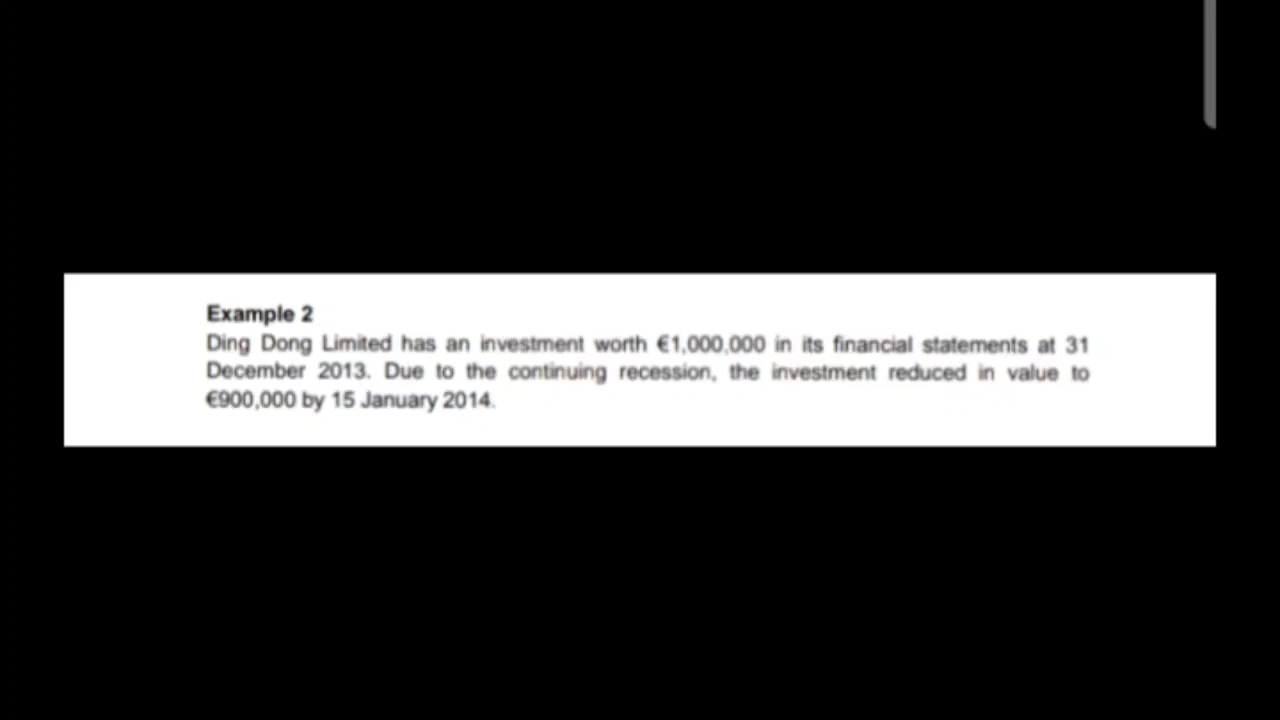 Example 2
Ding Dong Limited has an investment worth €1,000,000 in its financial statements at 31
December 2013. Due to the continuing recession, the investment reduced in value to
€900,000 by 15 January 2014.